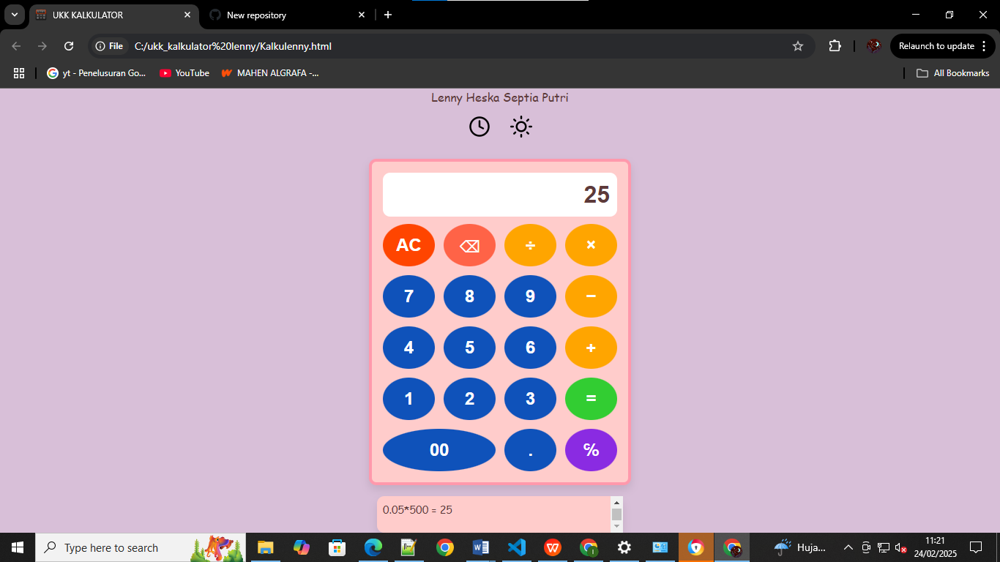 UKK KALKULATOR
New repository
File
C:/ukk_kalkulator%20lenny/Kalkulenny.html
Relaunch to update
yt - Penelusuran Go...
YouTube
MAHEN ALGRAFA -...
All Bookmarks
Lenny Heska Septia Putri
25
AC ⌫ ÷ ×
7 8 9 −
4 5 6 +
1 2 3 =
00 . ℅
0.05*500 = 25
Type here to search
Huja...
11:21
24/02/2025